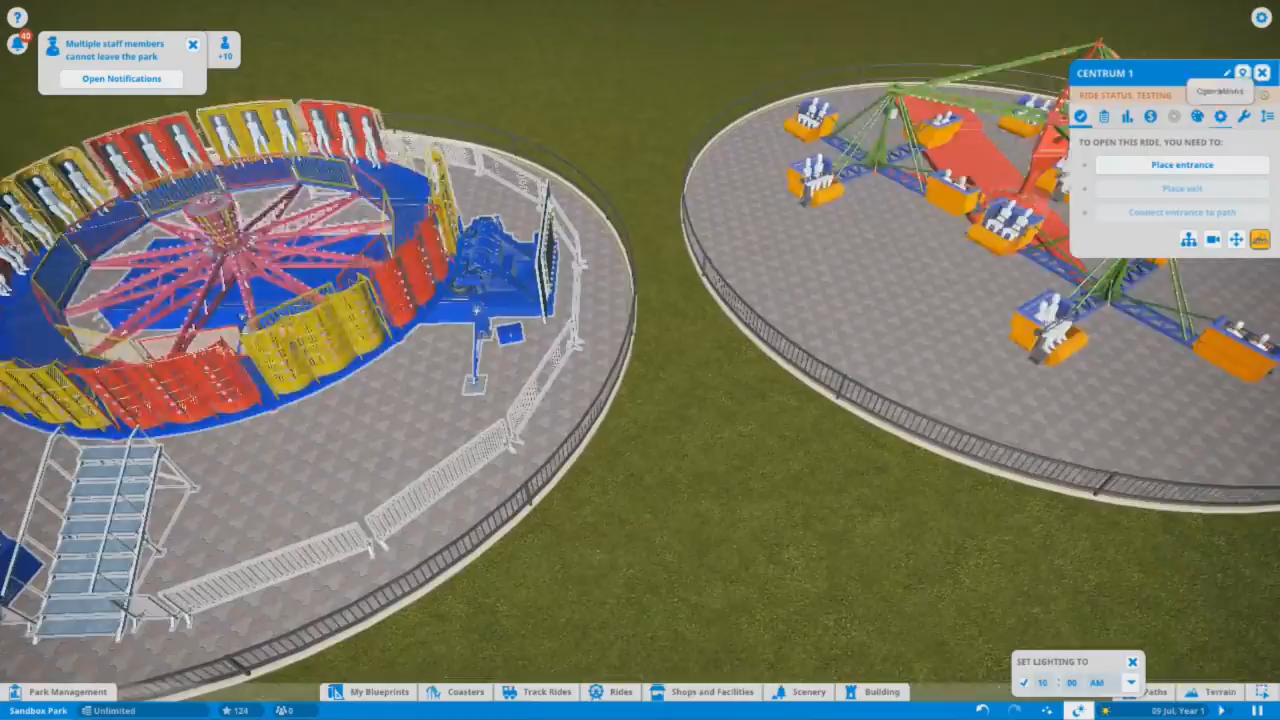 ?
40
Multiple staff members
cannot leave the park
+10
Open Notifications
CENTRUM 1
RIDE STATUS, TESTING
Operations
TO OPEN THIS RIDE, YOU NEED TO:
Place entrance
Place exit
Connect entrance to path
SET LIGHTING TO
10 : 00 AM
Park Management
My Blueprints
Coasters
Track Rides
Rides
Shops and Facilities
Scenery
Building
Paths
Terrain
Sandbox Park
Unlimited
124
0
09 Jul, Year 1